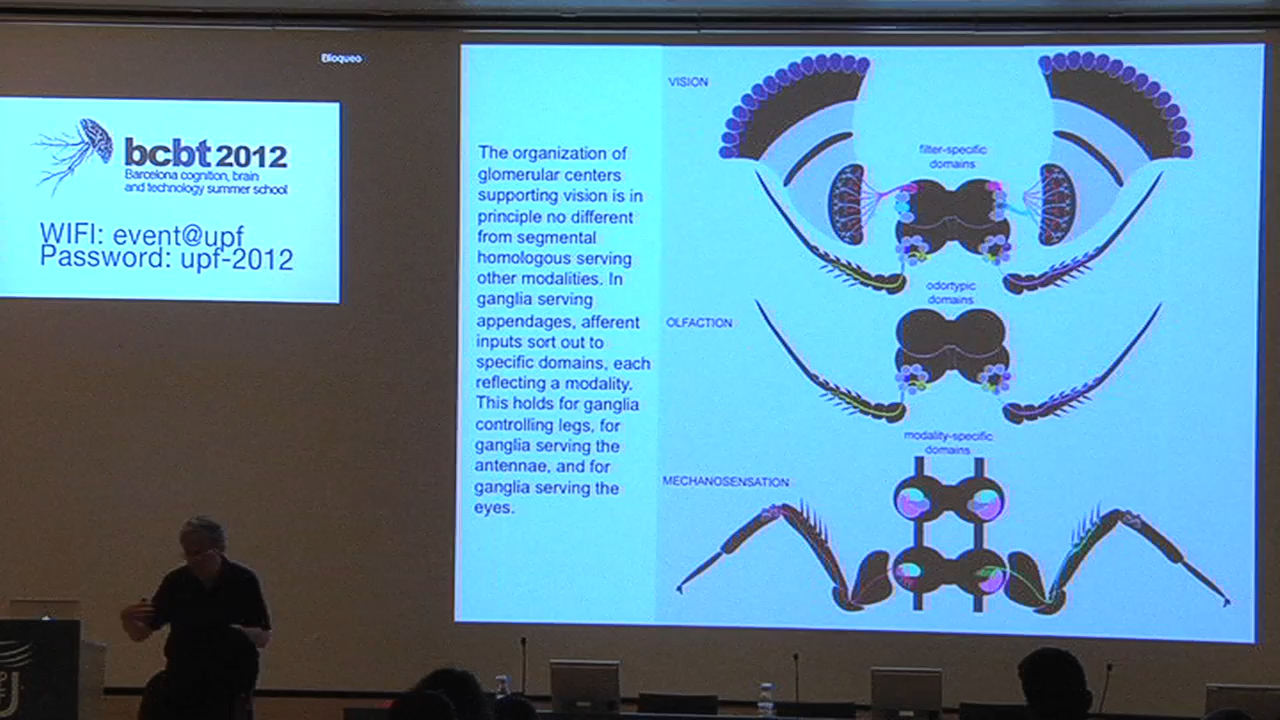 Bloqueo
bcbt 2012
Barcelona cognition, brain
and technology summer school
WIFI: event@upf
Password: upf-2012
The organization of
glomerular centers
supporting vision is in
principle no different
from segmental
homologous serving
other modalities. In
ganglia serving
appendages, afferent
inputs sort out to
specific domains, each
reflecting a modality.
This holds for ganglia
controlling legs, for
ganglia serving the
antennae, and for
ganglia serving the
eyes.
VISION
filter-specific
domains
odortypic
domains
OLFACTION
modality-specific
domains
MECHANOSENSATION